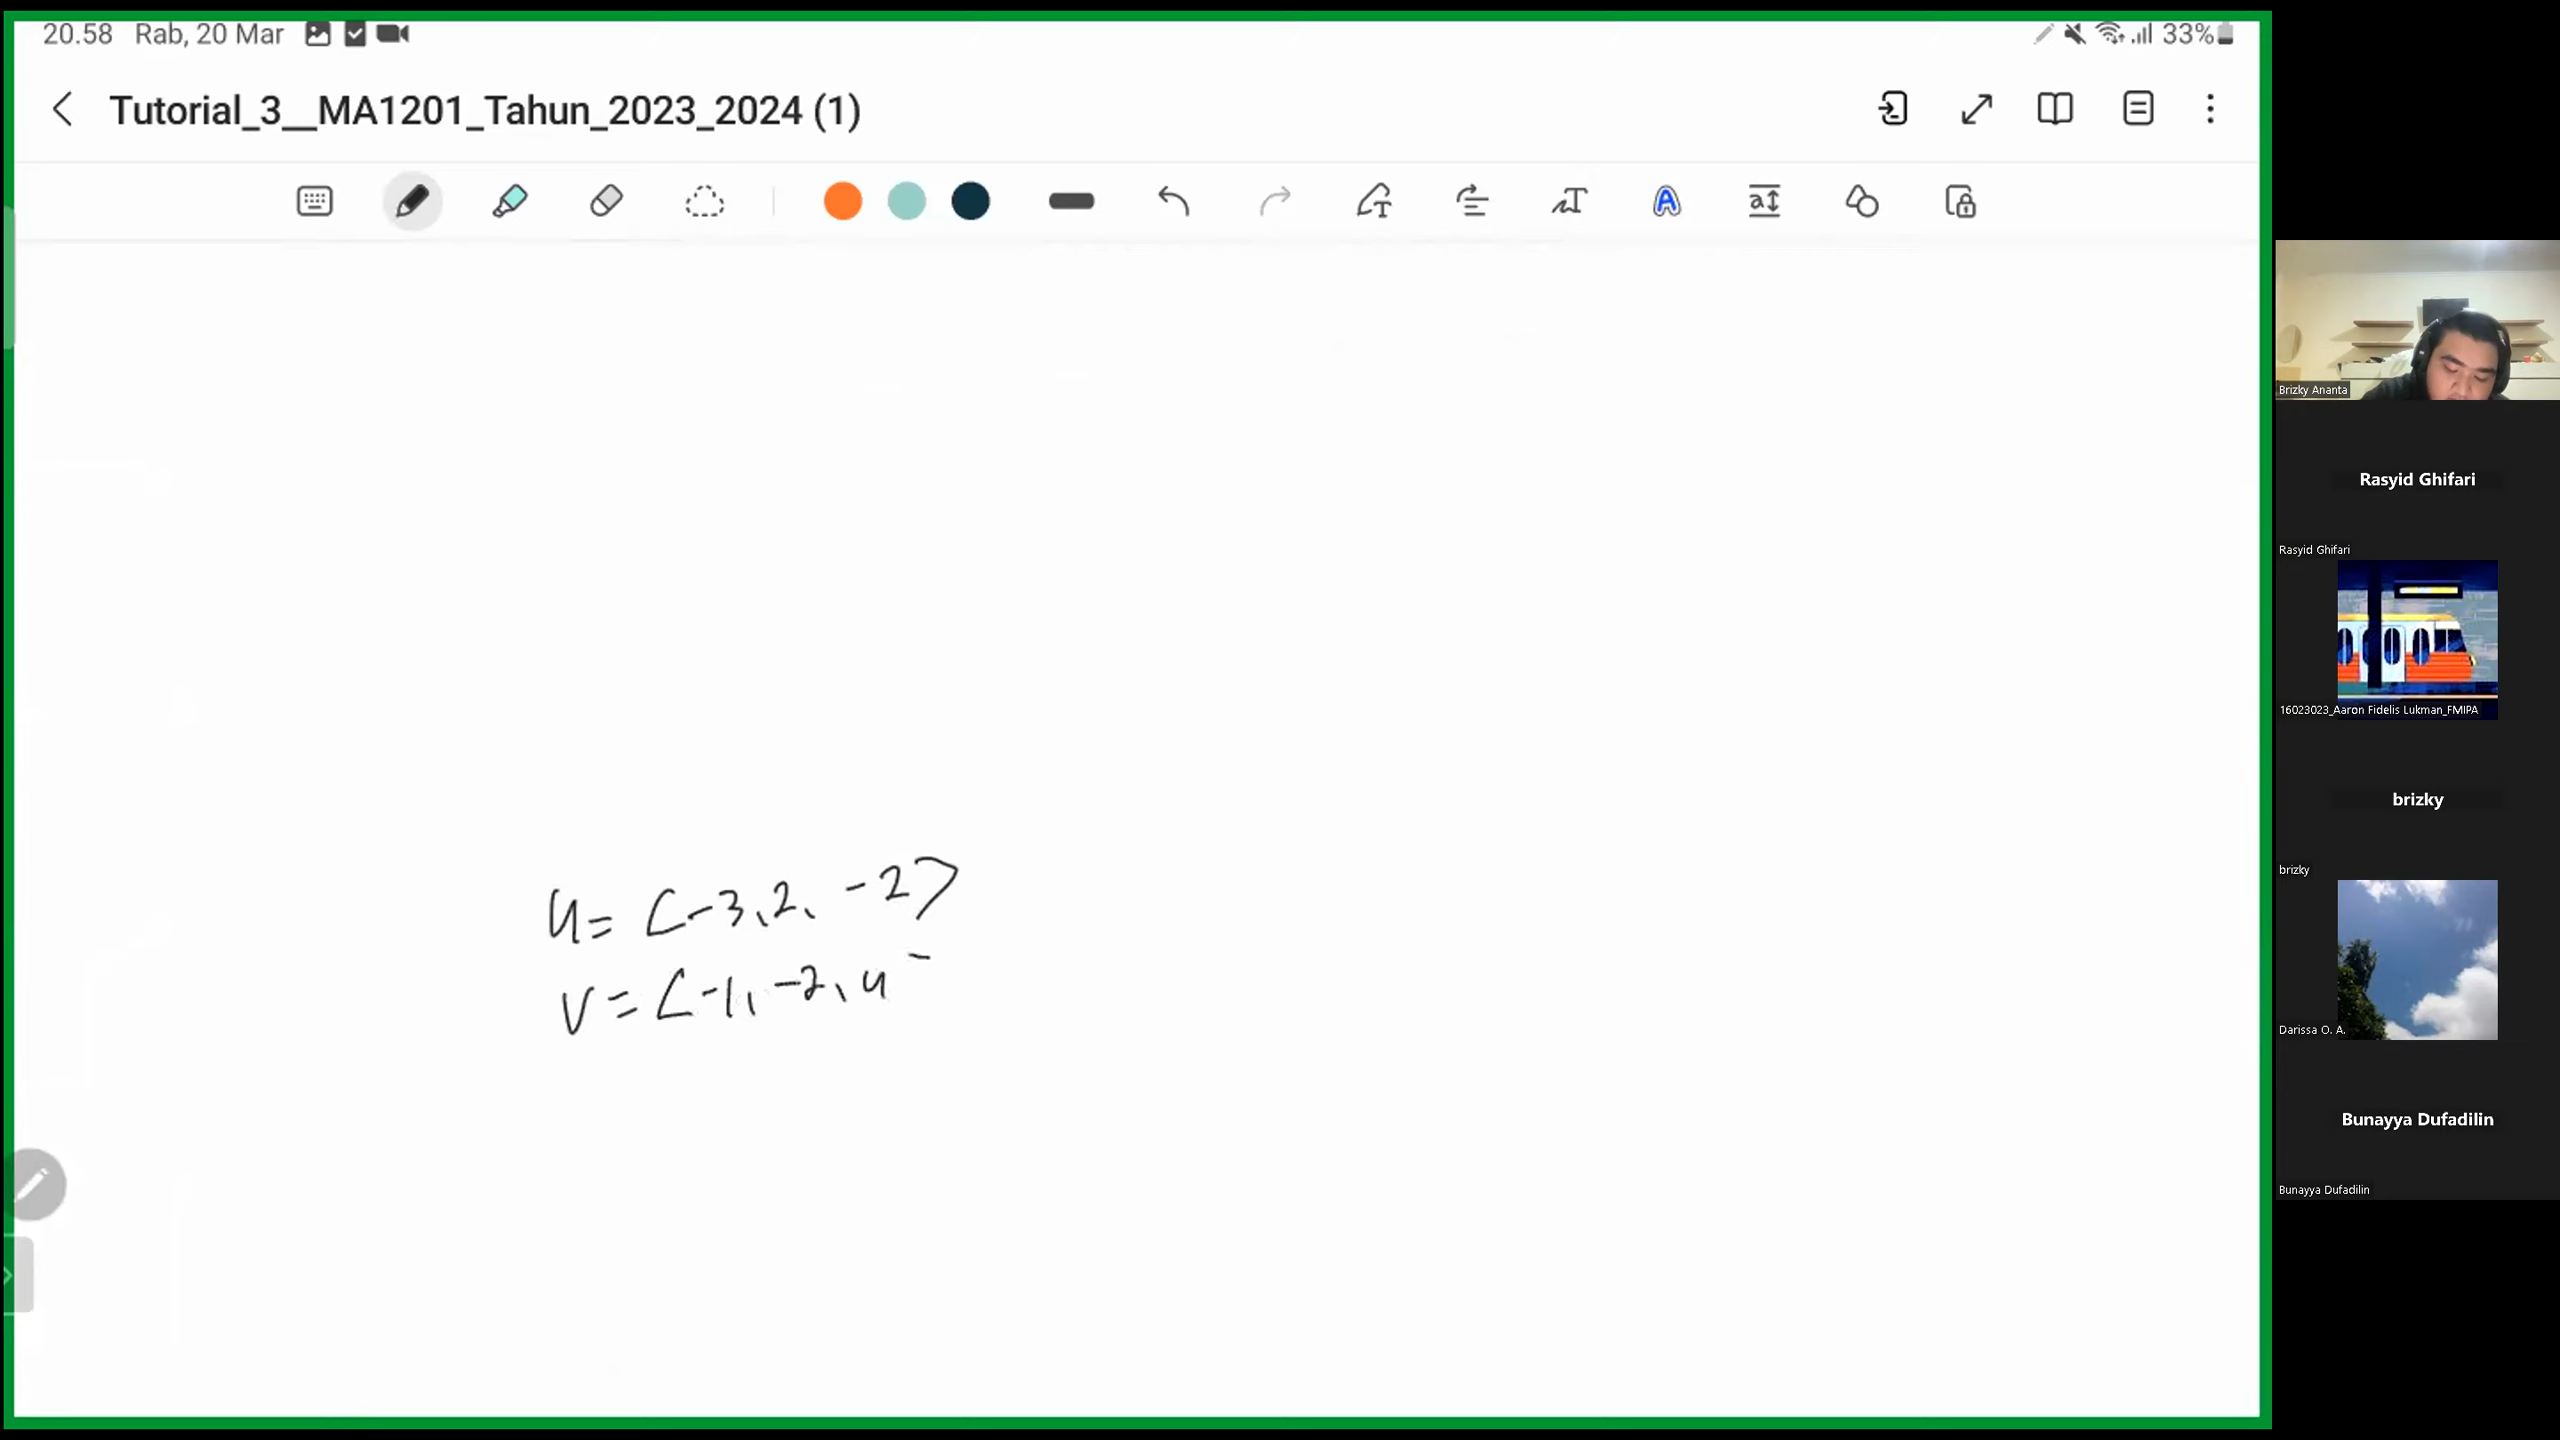 20.58 Rab, 20 Mar 33%
Tutorial_3__MA1201_Tahun_2023_2024 (1)
u = <-3, 2, -2>
v = <-1, -2, 4
Brizky Ananta
Rasyid Ghifari
Rasyid Ghifari
16023023_Aaron Fidelis Lukman_FMIPA
brizky
brizky
Darissa O. A.
Bunayya Dufadilin
Bunayya Dufadilin